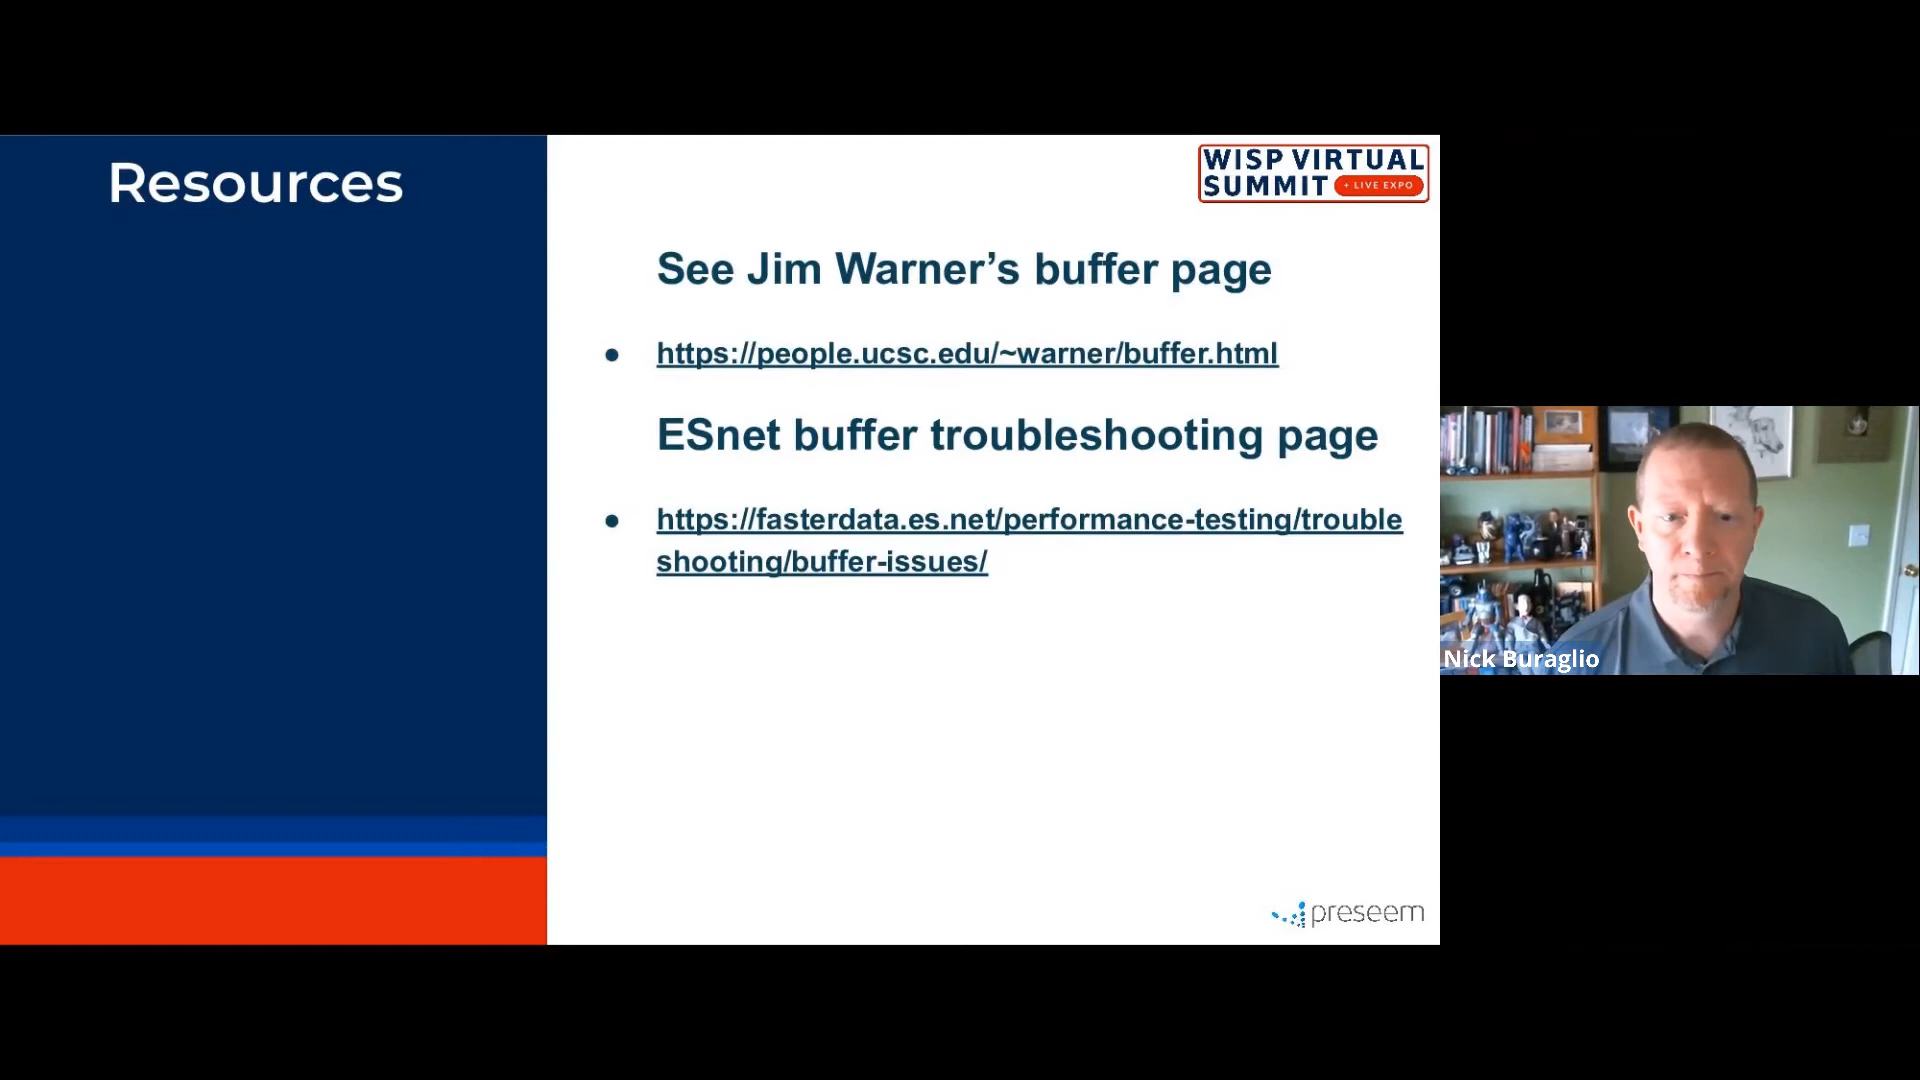 Resources
WISP VIRTUAL
SUMMIT + LIVE EXPO
See Jim Warner’s buffer page
● https://people.ucsc.edu/~warner/buffer.html
ESnet buffer troubleshooting page
● https://fasterdata.es.net/performance-testing/trouble
shooting/buffer-issues/
Nick Buraglio
preseem